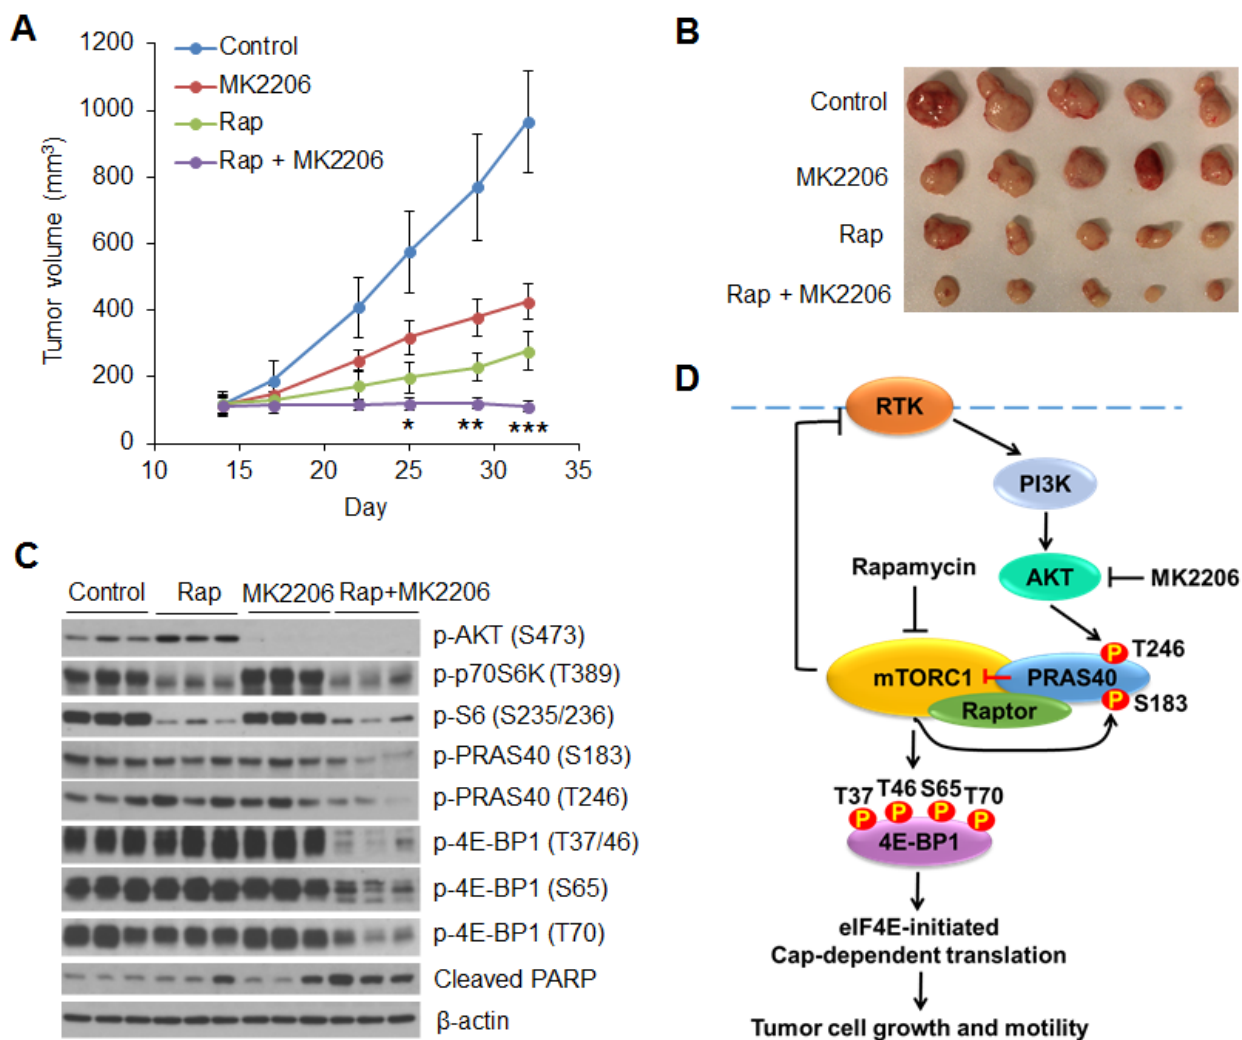 A
1200
1000
800
600
400
200
0
10 15 20 25 30 35
Tumor volume (mm³)
Day
Control
MK2206
Rap
Rap + MK2206
* ** ***
B
Control
MK2206
Rap
Rap + MK2206
C
Control Rap MK2206 Rap+MK2206
p-AKT (S473)
p-p70S6K (T389)
p-S6 (S235/236)
p-PRAS40 (S183)
p-PRAS40 (T246)
p-4E-BP1 (T37/46)
p-4E-BP1 (S65)
p-4E-BP1 (T70)
Cleaved PARP
β-actin
D
RTK
PI3K
Rapamycin
AKT
MK2206
P T246
mTORC1 PRAS40
P S183
Raptor
T37 T46 S65 T70
P P P P
4E-BP1
eIF4E-initiated
Cap-dependent translation
Tumor cell growth and motility